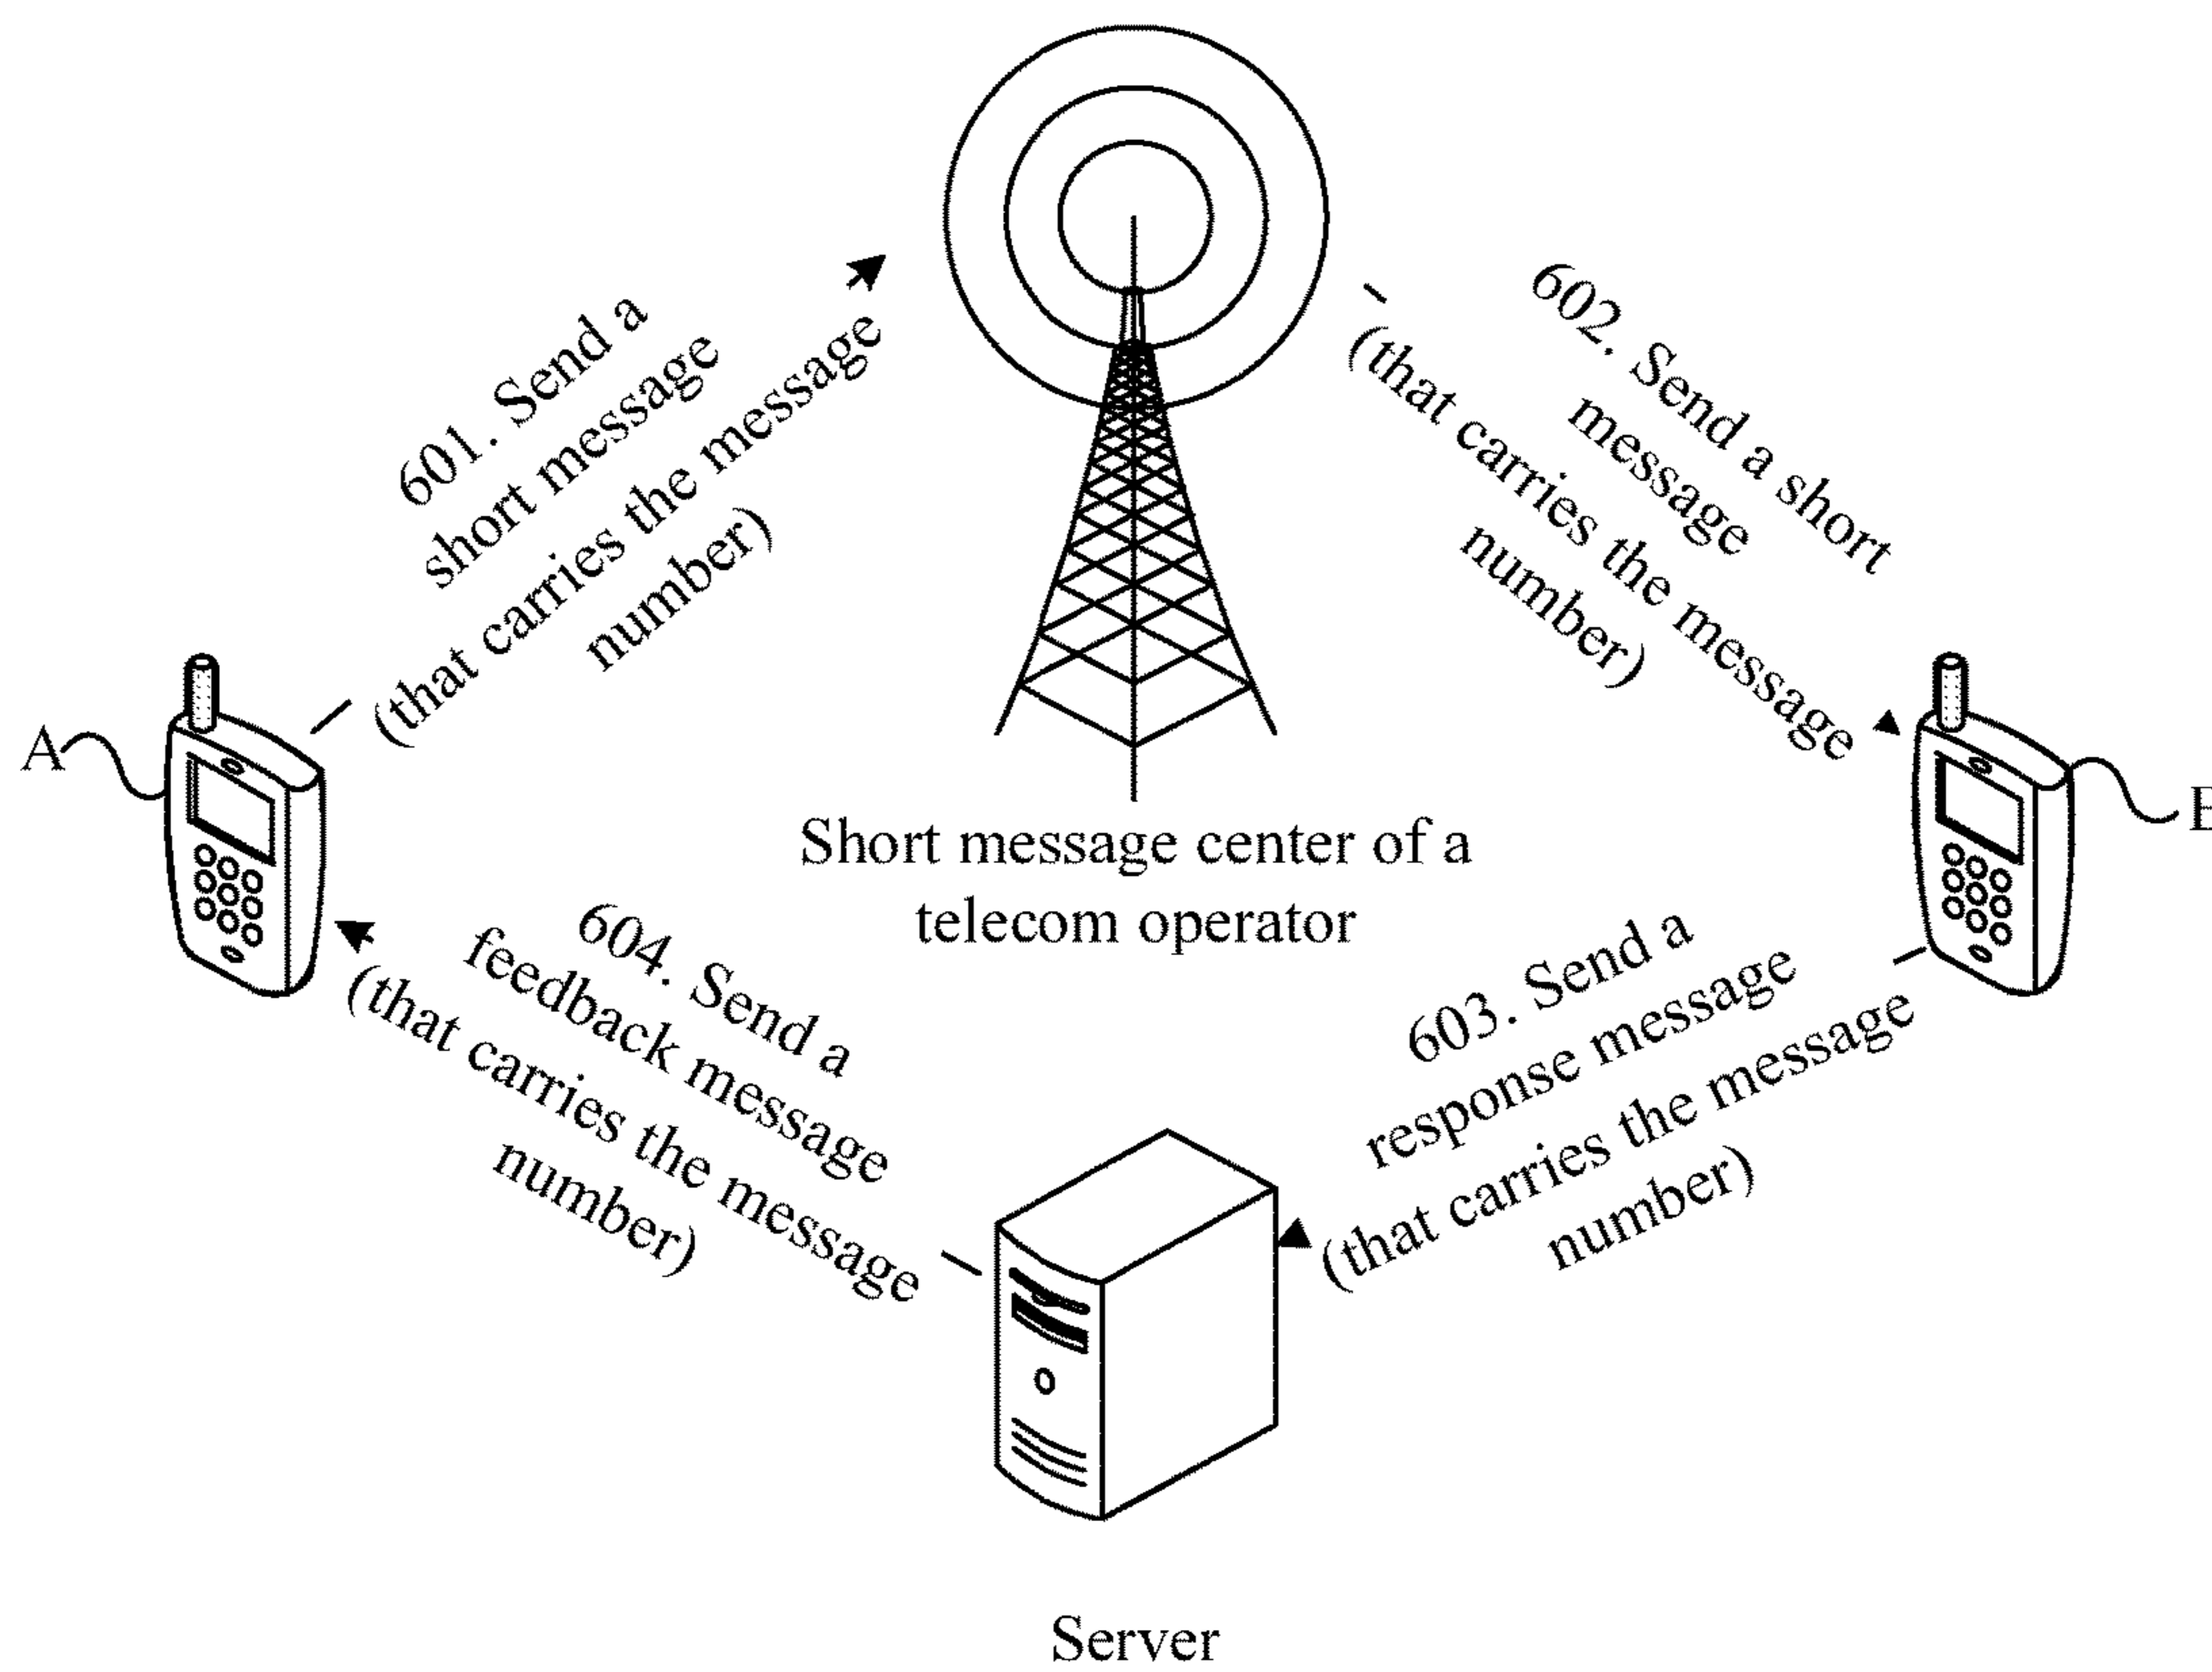 601. Send a
short message
(that carries the message
number)
602. Send a short
message
(that carries the message
number)
A
Short message center of a
telecom operator
604. Send a
feedback message
(that carries the message
number)
603. Send a
response message
(that carries the message
number)
Server